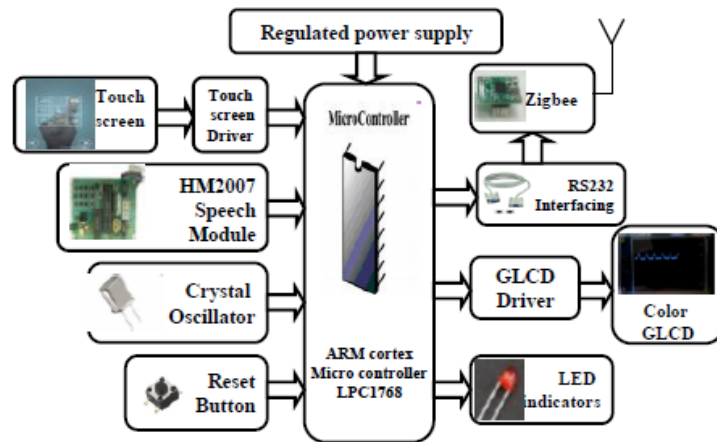 Regulated power supply
Touch
screen
Touch
screen
Driver
MicroController
Zigbee
HM2007
Speech
Module
RS232
Interfacing
Crystal
Oscillator
GLCD
Driver
Color
GLCD
ARM cortex
Micro controller
LPC1768
Reset
Button
LED
indicators